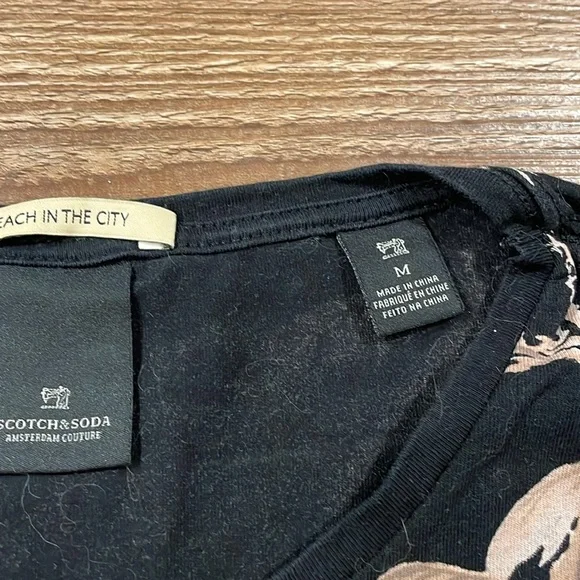 EACH IN THE CITY
SCOTCH&SODA
AMSTERDAM COUTURE
M
MADE IN CHINA
FABRIQUÉ EN CHINE
FEITO NA CHINA